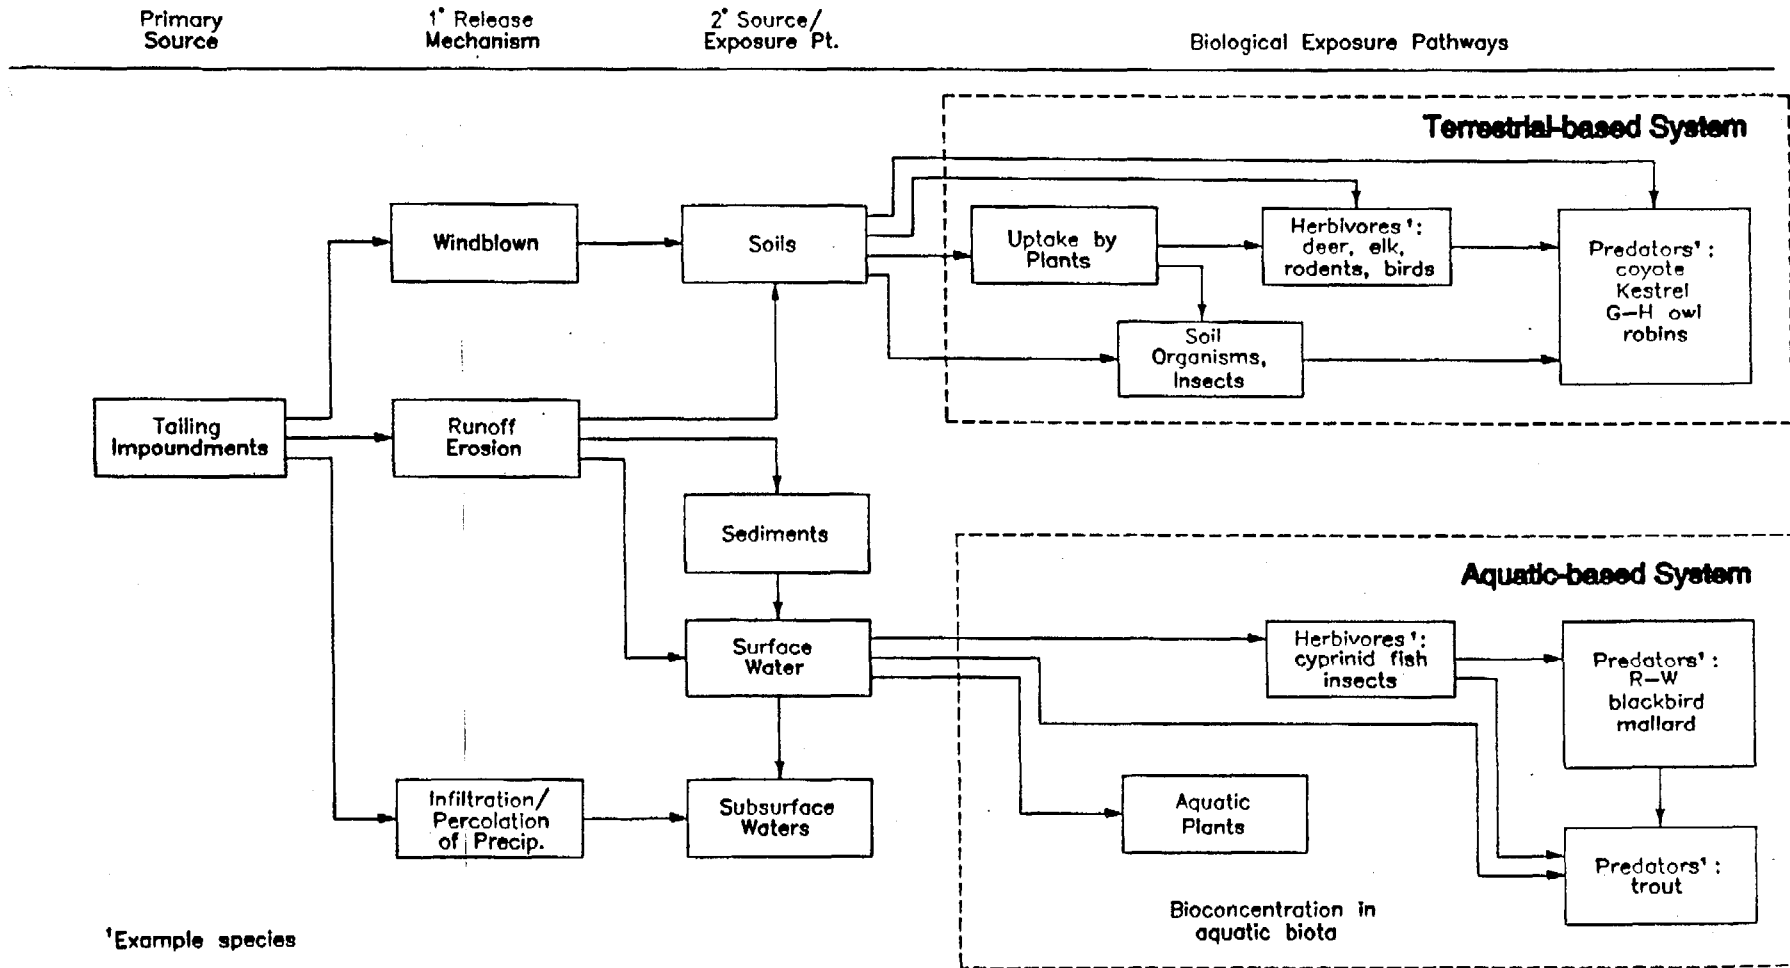 Primary
Source
1° Release
Mechanism
2° Source/
Exposure Pt.
Biological Exposure Pathways
Terrestrial-based System
Windblown
Soils
Uptake by
Plants
Herbivores¹:
deer, elk,
rodents, birds
Predators¹:
coyote
Kestrel
G-H owl
robins
Soil
Organisms,
Insects
Tailing
Impoundments
Runoff
Erosion
Sediments
Aquatic-based System
Surface
Water
Herbivores¹:
cyprinid fish
insects
Predators¹:
R-W
blackbird
mallard
Infiltration/
Percolation
of Precip.
Subsurface
Waters
Aquatic
Plants
Predators¹:
trout
Bioconcentration in
aquatic biota
¹Example species